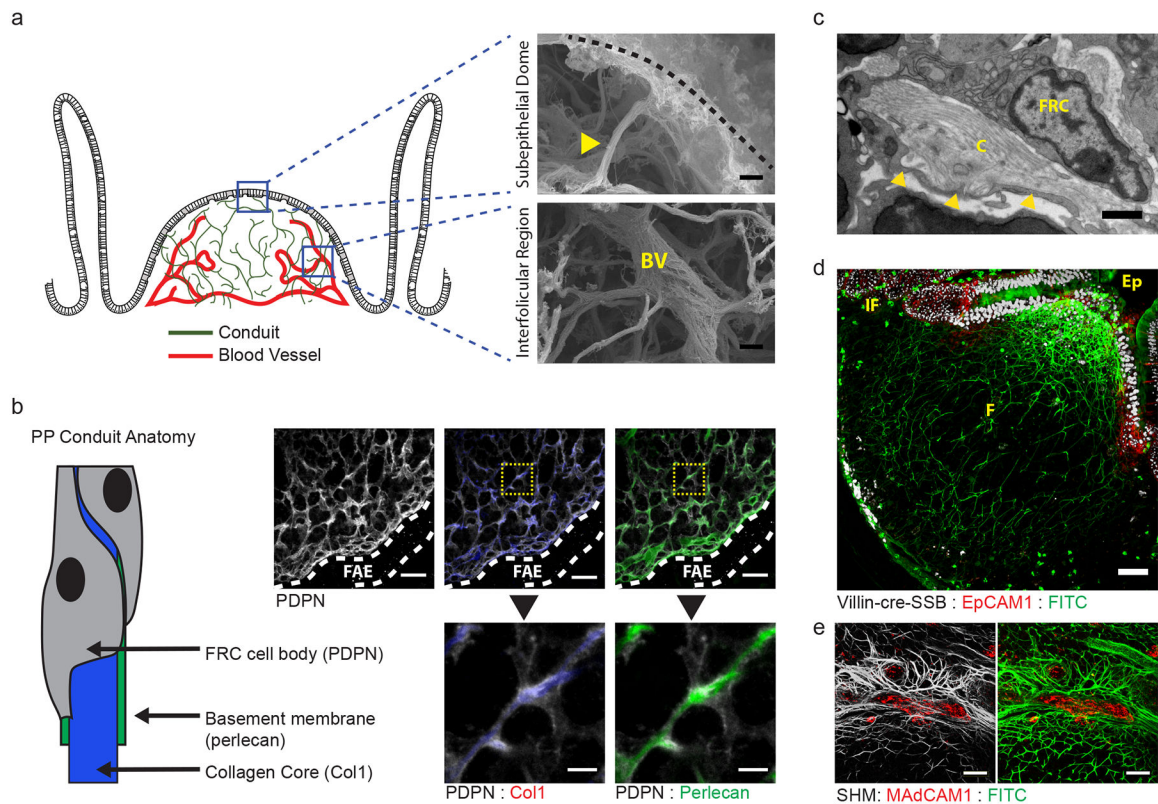 a
Subepithelial Dome
Interfolicular Region
BV
Conduit
Blood Vessel
b
PP Conduit Anatomy
FRC cell body (PDPN)
Basement membrane
(perlecan)
Collagen Core (Col1)
FAE
FAE
FAE
PDPN
PDPN : Col1
PDPN : Perlecan
c
FRC
C
d
IF
Ep
F
Villin-cre-SSB : EpCAM1 : FITC
e
SHM: MAdCAM1: FITC